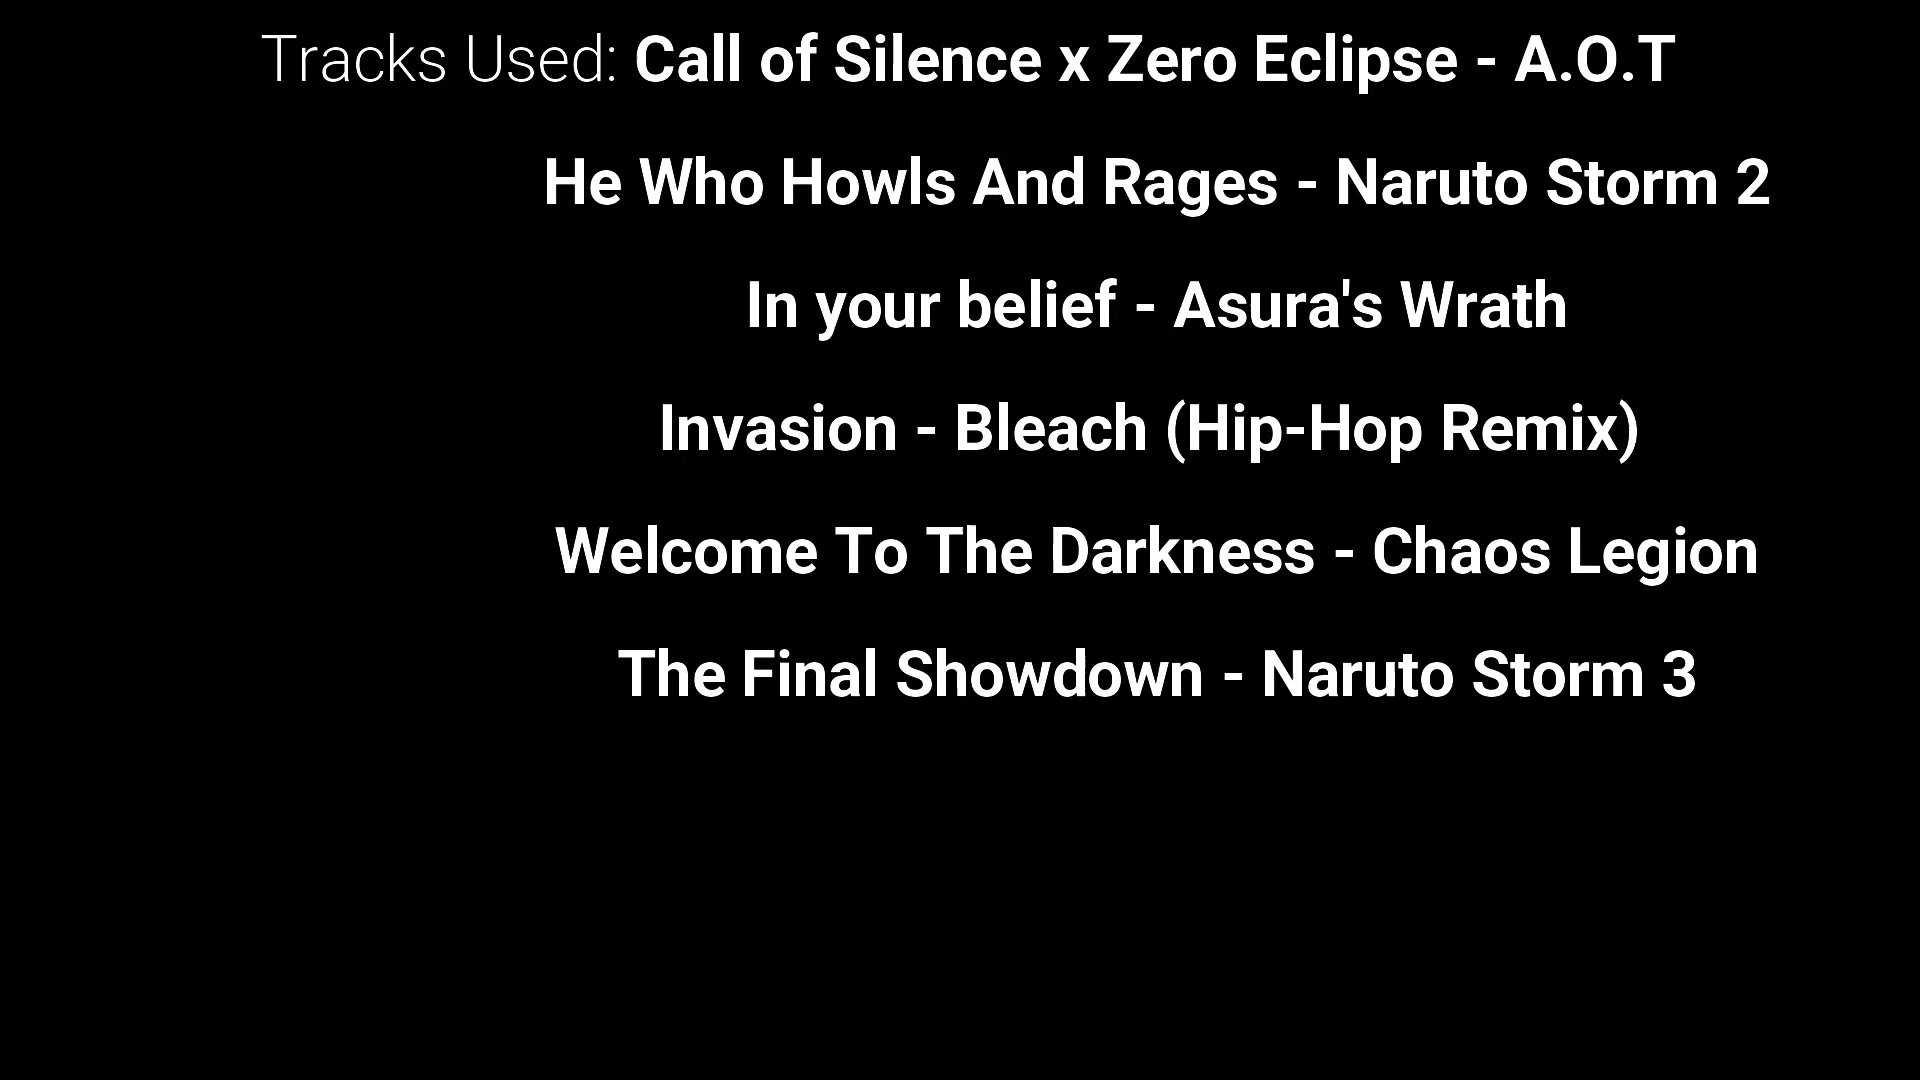 Tracks Used: Call of Silence x Zero Eclipse - A.O.T
He Who Howls And Rages - Naruto Storm 2
In your belief - Asura's Wrath
Invasion - Bleach (Hip-Hop Remix)
Welcome To The Darkness - Chaos Legion
The Final Showdown - Naruto Storm 3